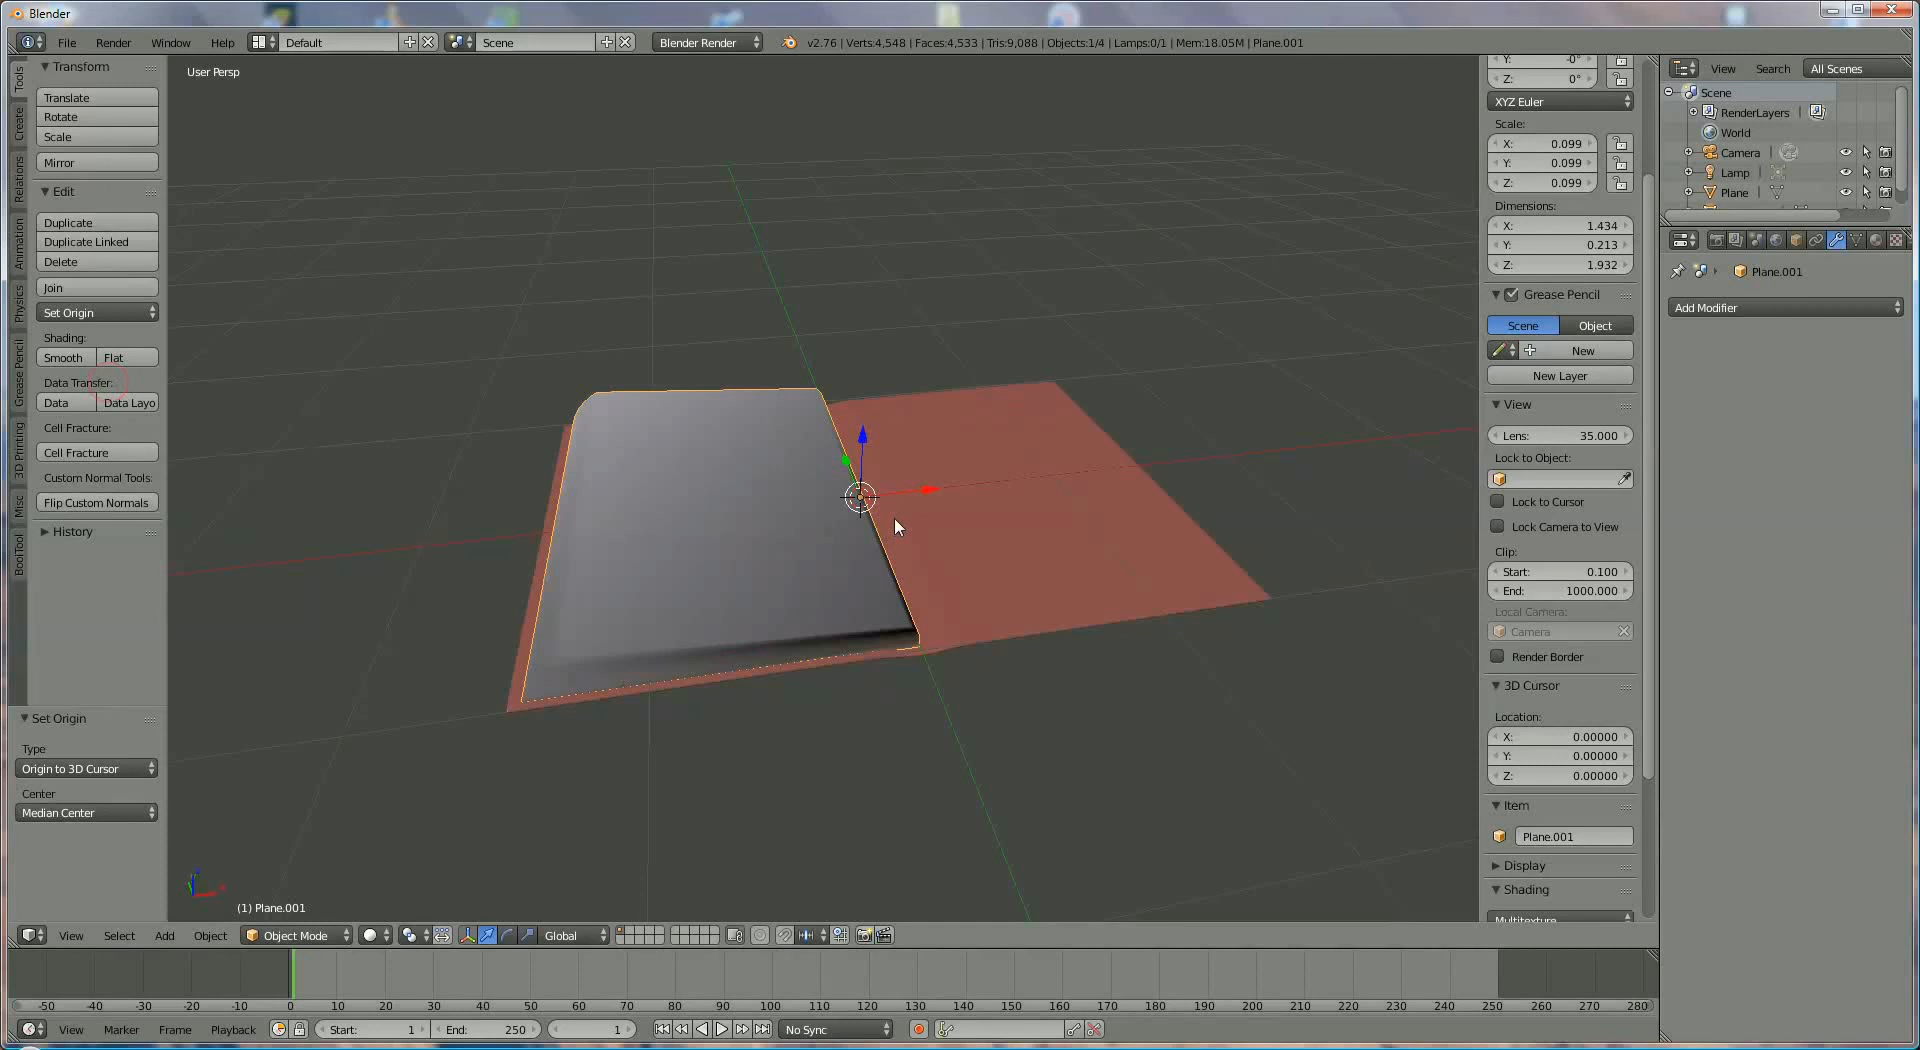 Blender
File Render Window Help Default Scene Blender Render v2.76 | Verts:4,548 | Faces:4,533 | Tris:9,088 | Objects:1/4 | Lamps:0/1 | Mem:18.05M | Plane.001
Tools
Create
Relations
Animation
Physics
Grease Pencil
3D Printing
Misc
BoolTool
Transform
Translate
Rotate
Scale
Mirror
Edit
Duplicate
Duplicate Linked
Delete
Join
Set Origin
Shading:
Smooth Flat
Data Transfer:
Data Data Layo
Cell Fracture:
Cell Fracture
Custom Normal Tools:
Flip Custom Normals
History
Set Origin
Type
Origin to 3D Cursor
Center
Median Center
User Persp
(1) Plane.001
Y: -0°
Z: 0°
XYZ Euler
Scale:
X: 0.099
Y: 0.099
Z: 0.099
Dimensions:
X: 1.434
Y: 0.213
Z: 1.932
Grease Pencil
Scene Object
New
New Layer
View
Lens: 35.000
Lock to Object:
Lock to Cursor
Lock Camera to View
Clip:
Start: 0.100
End: 1000.000
Local Camera:
Camera
Render Border
3D Cursor
Location:
X: 0.00000
Y: 0.00000
Z: 0.00000
Item
Plane.001
Display
Shading
Multitexture
View Search All Scenes
Scene
RenderLayers
World
Camera
Lamp
Plane
Plane.001
Add Modifier
View Select Add Object Object Mode Global
-50 -40 -30 -20 -10 0 10 20 30 40 50 60 70 80 90 100 110 120 130 140 150 160 170 180 190 200 210 220 230 240 250 260 270 280
View Marker Frame Playback Start: 1 End: 250 1 No Sync